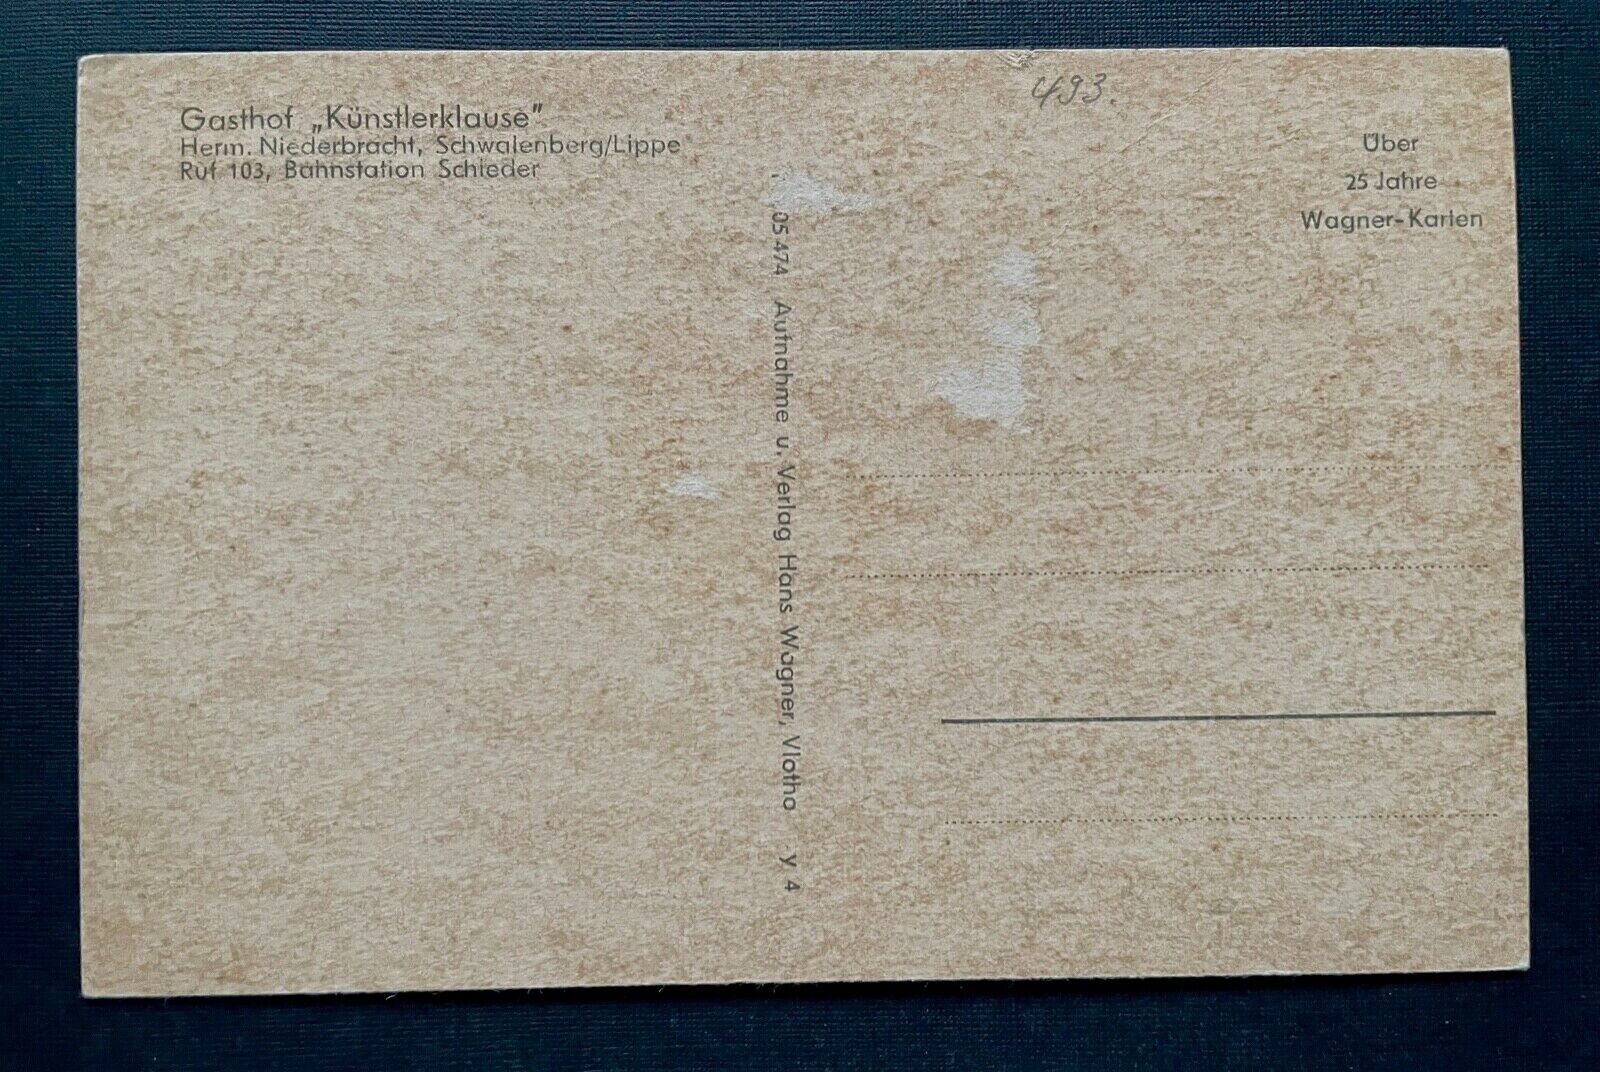 Gasthof „Künstlerklause"
Herm. Niederbracht, Schwalenberg/Lippe
Ruf 103, Bahnstation Schieder
493.
Über
25 Jahre
Wagner-Karten
05 474 Aufnahme u. Verlag Hans Wagner, Vlotho y 4